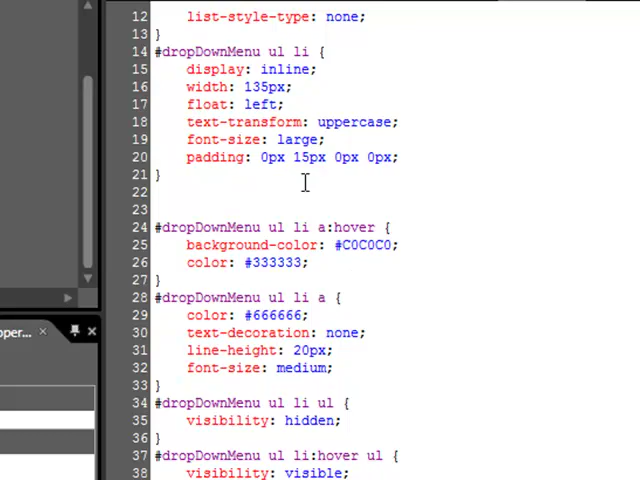 12 list-style-type: none;
13 }
14 #dropDownMenu ul li {
15 display: inline;
16 width: 135px;
17 float: left;
18 text-transform: uppercase;
19 font-size: large;
20 padding: 0px 15px 0px 0px;
21 }
22
23
24 #dropDownMenu ul li a:hover {
25 background-color: #C0C0C0;
26 color: #333333;
27 }
28 #dropDownMenu ul li a {
29 color: #666666;
30 text-decoration: none;
31 line-height: 20px;
32 font-size: medium;
33 }
34 #dropDownMenu ul li ul {
35 visibility: hidden;
36 }
37 #dropDownMenu ul li:hover ul {
38 visibility: visible;
oper...